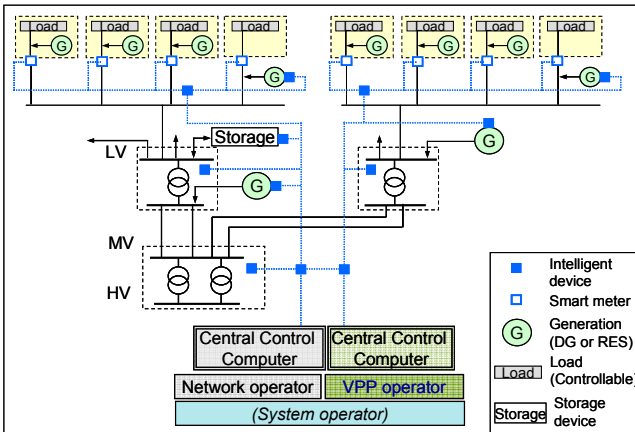 Load Load Load Load Load Load Load Load
G G G G G G
G G
Storage
G
LV
G
MV
HV
Intelligent
device
Smart meter
G Generation
(DG or RES)
Load Load
(Controllable)
Storage Storage
device
Central Control
Computer
Central Control
Computer
Network operator
VPP operator
(System operator)